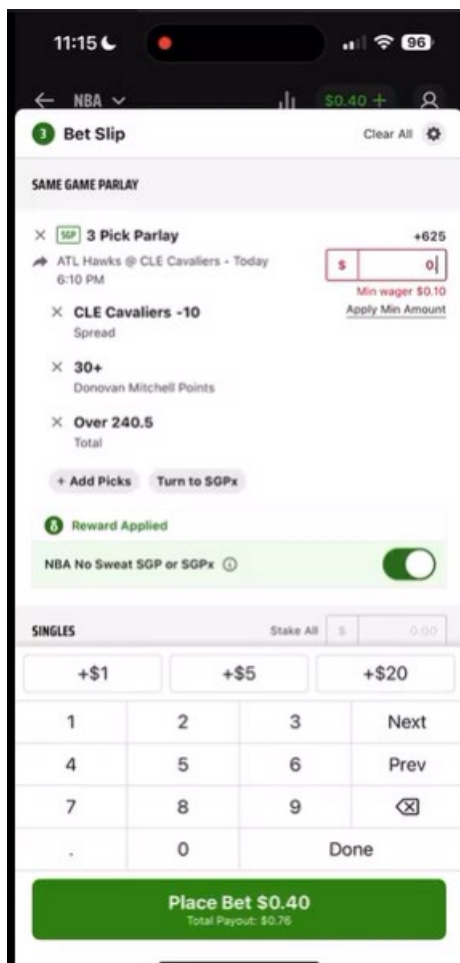 11:15 96
NBA $0.40 +
3 Bet Slip Clear All
SAME GAME PARLAY
SGP 3 Pick Parlay +625
ATL Hawks @ CLE Cavaliers - Today
6:10 PM
$ 0
Min wager $0.10
Apply Min Amount
CLE Cavaliers -10
Spread
30+
Donovan Mitchell Points
Over 240.5
Total
+ Add Picks Turn to SGPx
Reward Applied
NBA No Sweat SGP or SGPx
SINGLES Stake All $ 0.00
+$1 +$5 +$20
1 2 3 Next
4 5 6 Prev
7 8 9
. 0 Done
Place Bet $0.40
Total Payout: $0.76